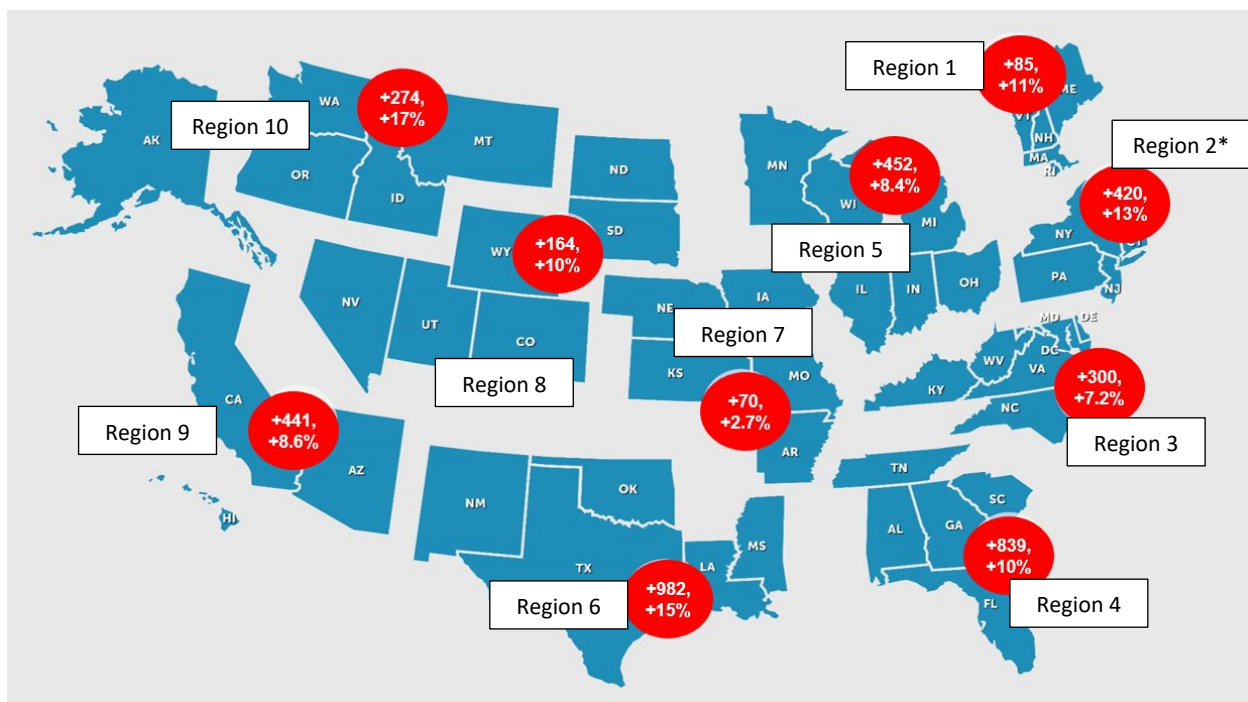 Region 1
+85,
+11%
ME
VT
NH
MA
RI
Region 2*
+420,
+13%
NY
CT
PA
NJ
WA
+274,
+17%
Region 10
AK
MT
OR
ID
ND
SD
WY
+164,
+10%
MN
WI
+452,
+8.4%
MI
Region 5
IL
IN
OH
NV
UT
CO
Region 8
NE
IA
Region 7
KS
MO
+70,
+2.7%
AR
MD
DE
DC
WV
VA
KY
NC
+300,
+7.2%
Region 3
CA
+441,
+8.6%
Region 9
AZ
HI
NM
OK
TX
LA
MS
+982,
+15%
Region 6
TN
SC
AL
GA
+839,
+10%
FL
Region 4